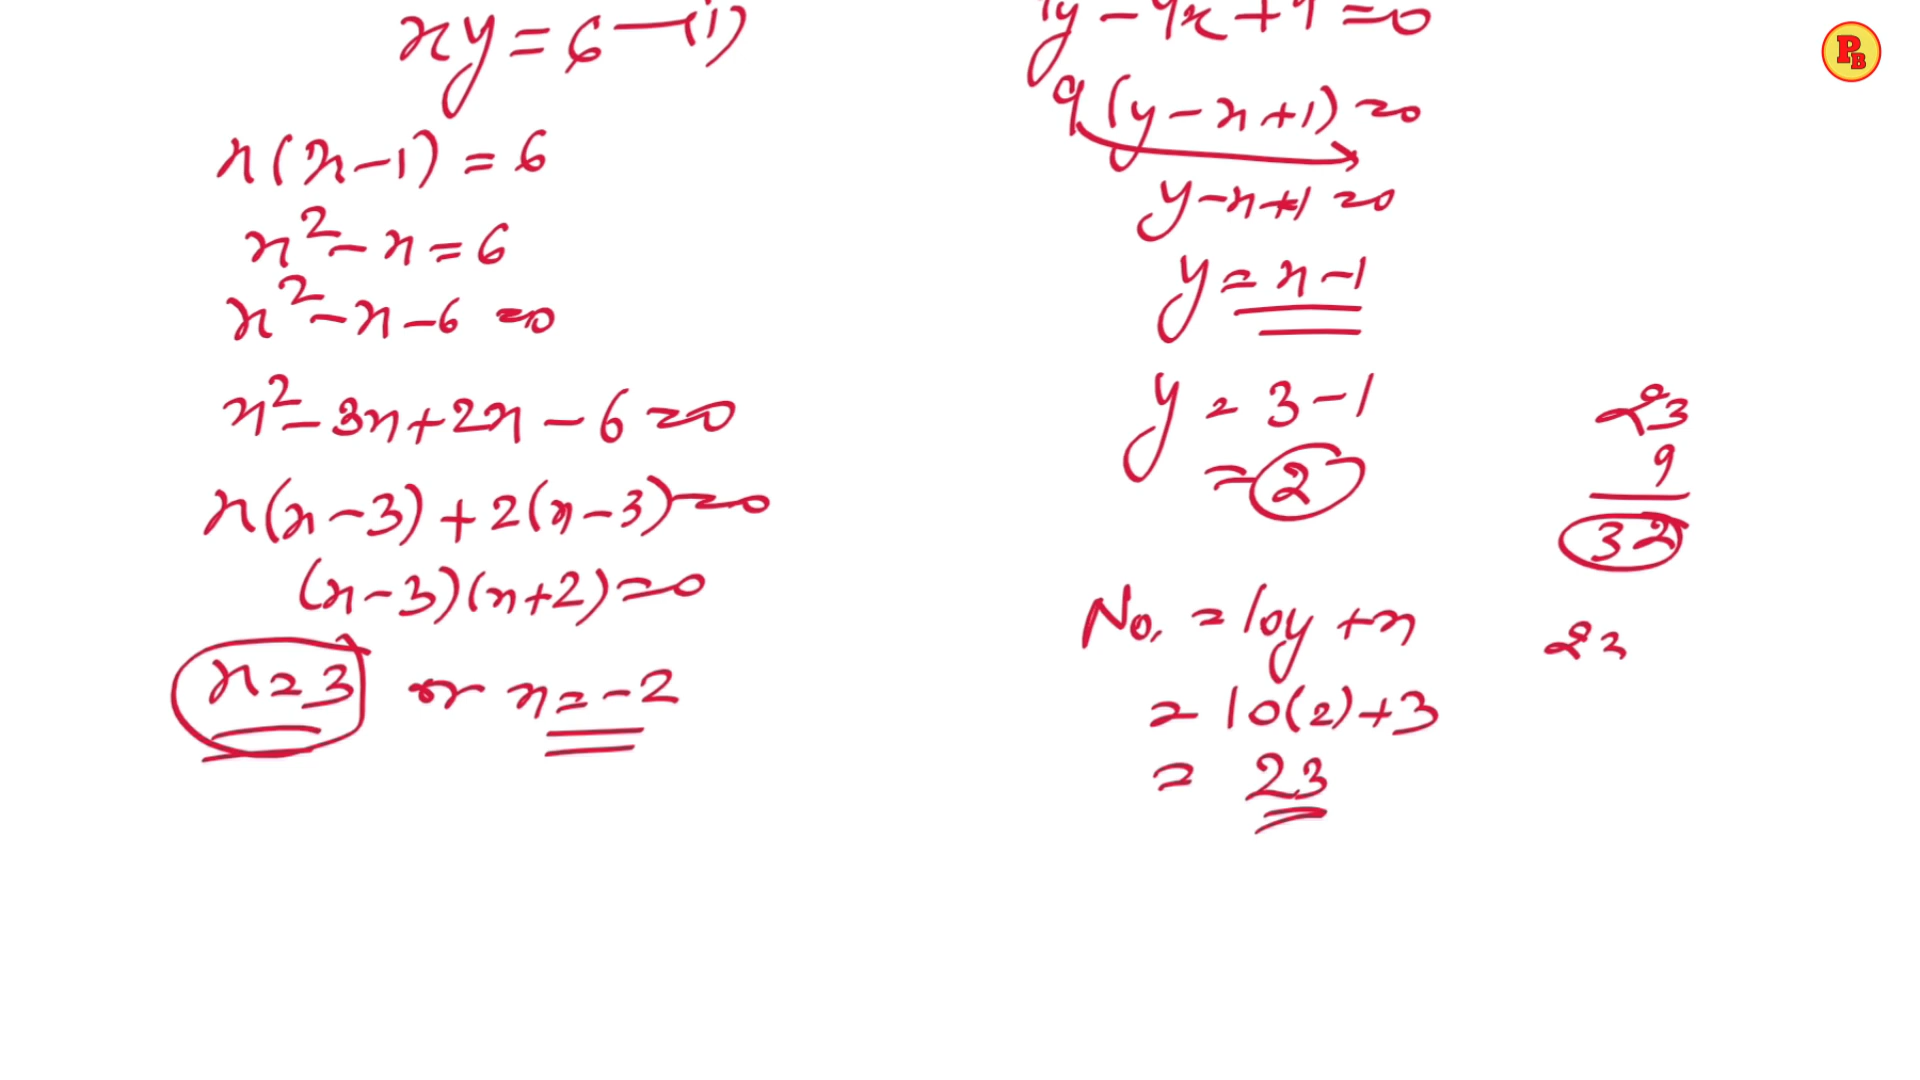 xy = 6 —(i)
x(x-1) = 6
x² - x = 6
x² - x - 6 = 0
x² - 3x + 2x - 6 = 0
x(x-3) + 2(x-3) = 0
(x-3)(x+2) = 0
x = 3 or x = -2
9y - 9x + 9 = 0
9(y - x + 1) = 0
y - x + 1 = 0
y = x - 1
y = 3 - 1
= 2
No. = 10y + x
= 10(2) + 3
= 23
23
9
32
23
PB